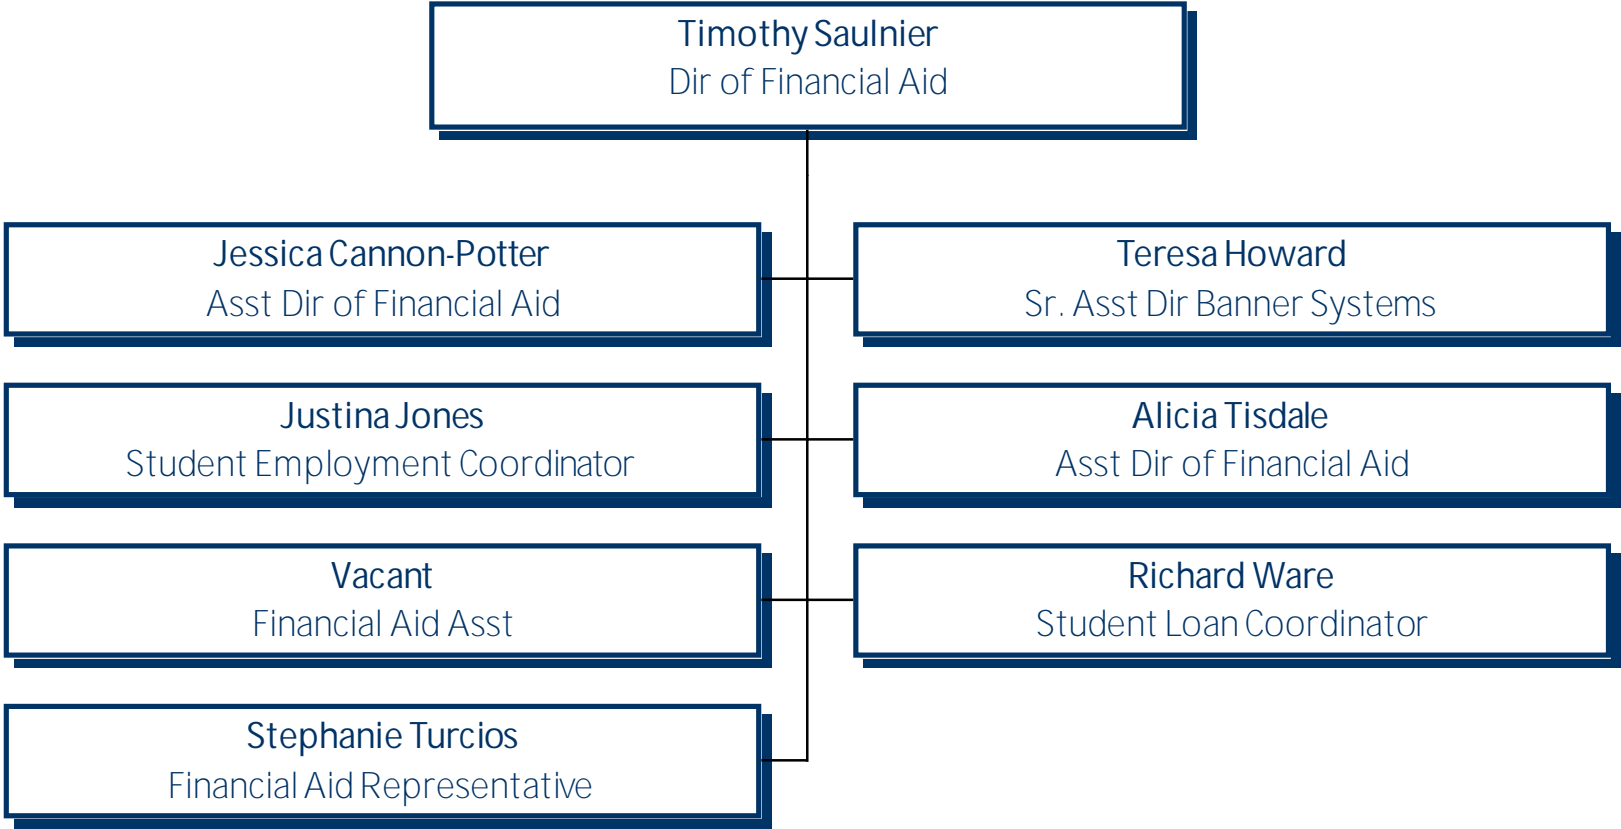 Timothy Saulnier
Dir of Financial Aid
Jessica Cannon-Potter
Asst Dir of Financial Aid
Teresa Howard
Sr. Asst Dir Banner Systems
Justina Jones
Student Employment Coordinator
Alicia Tisdale
Asst Dir of Financial Aid
Vacant
Financial Aid Asst
Richard Ware
Student Loan Coordinator
Stephanie Turcios
Financial Aid Representative